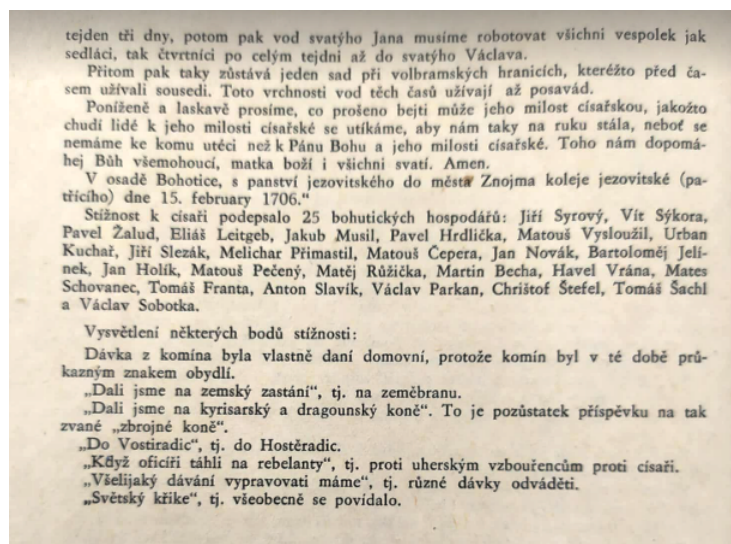 tejden tři dny, potom pak vod svatýho Jana musíme robotovat všichni vespolek jak
sedláci, tak čtvrtníci po celým tejdni až do svatýho Václava.
Přitom pak taky zůstává jeden sad při volbramských hranicích, kteréžto před ča-
sem užívali sousedi. Toto vrchnosti vod těch časů užívají až posavád.
Poníženě a laskavě prosíme, co prošeno bejti může jeho milost císařskou, jakožto
chudí lidé k jeho milosti císařské se utíkáme, aby nám taky na ruku stála, neboť se
nemáme ke komu utéci než k Pánu Bohu a jeho milosti císařské. Toho nám dopomá-
hej Bůh všemohoucí, matka boží i všichni svatí. Amen.
V osadě Bohotice, s panství jezovitského do města Znojma koleje jezovitské (pa-
třícího) dne 15. february 1706.“
Stížnost k císaři podepsalo 25 bohutických hospodářů: Jiří Syrový, Vít Sýkora,
Pavel Žalud, Eliáš Leitgeb, Jakub Musil, Pavel Hrdlička, Matouš Vysloužil, Urban
Kuchař, Jiří Slezák, Melichar Přimastil, Matouš Čepera, Jan Novák, Bartoloměj Jelí-
nek, Jan Holík, Matouš Pečený, Matěj Růžička, Martin Becha, Havel Vrána, Mates
Schovanec, Tomáš Franta, Anton Slavík, Václav Parkan, Chrištof Štefel, Tomáš Šachl
a Václav Sobotka.
Vysvětlení některých bodů stížnosti:
Dávka z komína byla vlastně daní domovní, protože komín byl v té době prů-
kazným znakem obydlí.
„Dali jsme na zemský zastání“, tj. na zeměbranu.
„Dali jsme na kyrisarský a dragounský koně“. To je pozůstatek příspěvku na tak
zvané „zbrojné koně“.
„Do Vostiradic“, tj. do Hostěradic.
„Když oficíři táhli na rebelanty“, tj. proti uherským vzbouřencům proti císaři.
„Všelijaký dávání vypravovati máme“, tj. různé dávky odváděti.
„Světský křike“, tj. všeobecně se povídalo.